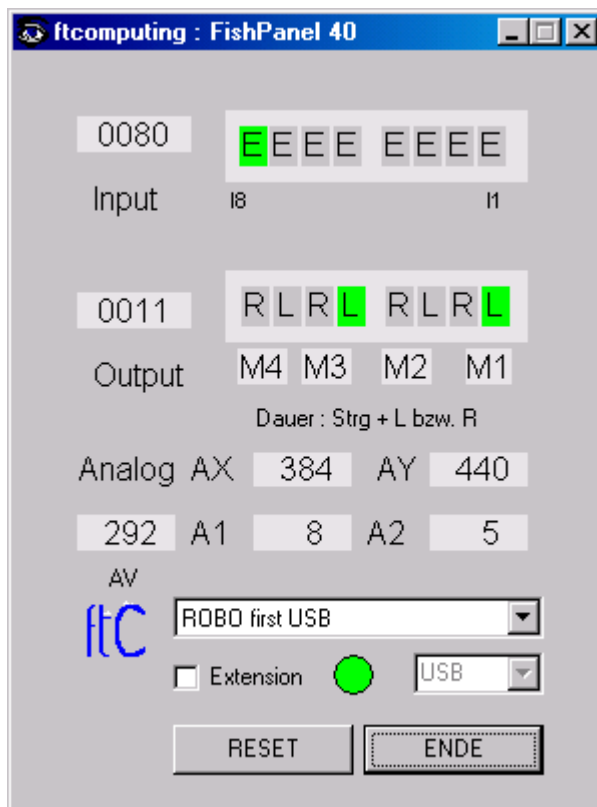 ftcomputing : FishPanel 40
0080 EEEE EEEE
Input I8 I1
0011 RLRL RLRL
Output M4 M3 M2 M1
Dauer : Strg + L bzw. R
Analog AX 384 AY 440
292 A1 8 A2 5
AV
ftC ROBO first USB
Extension USB
RESET ENDE